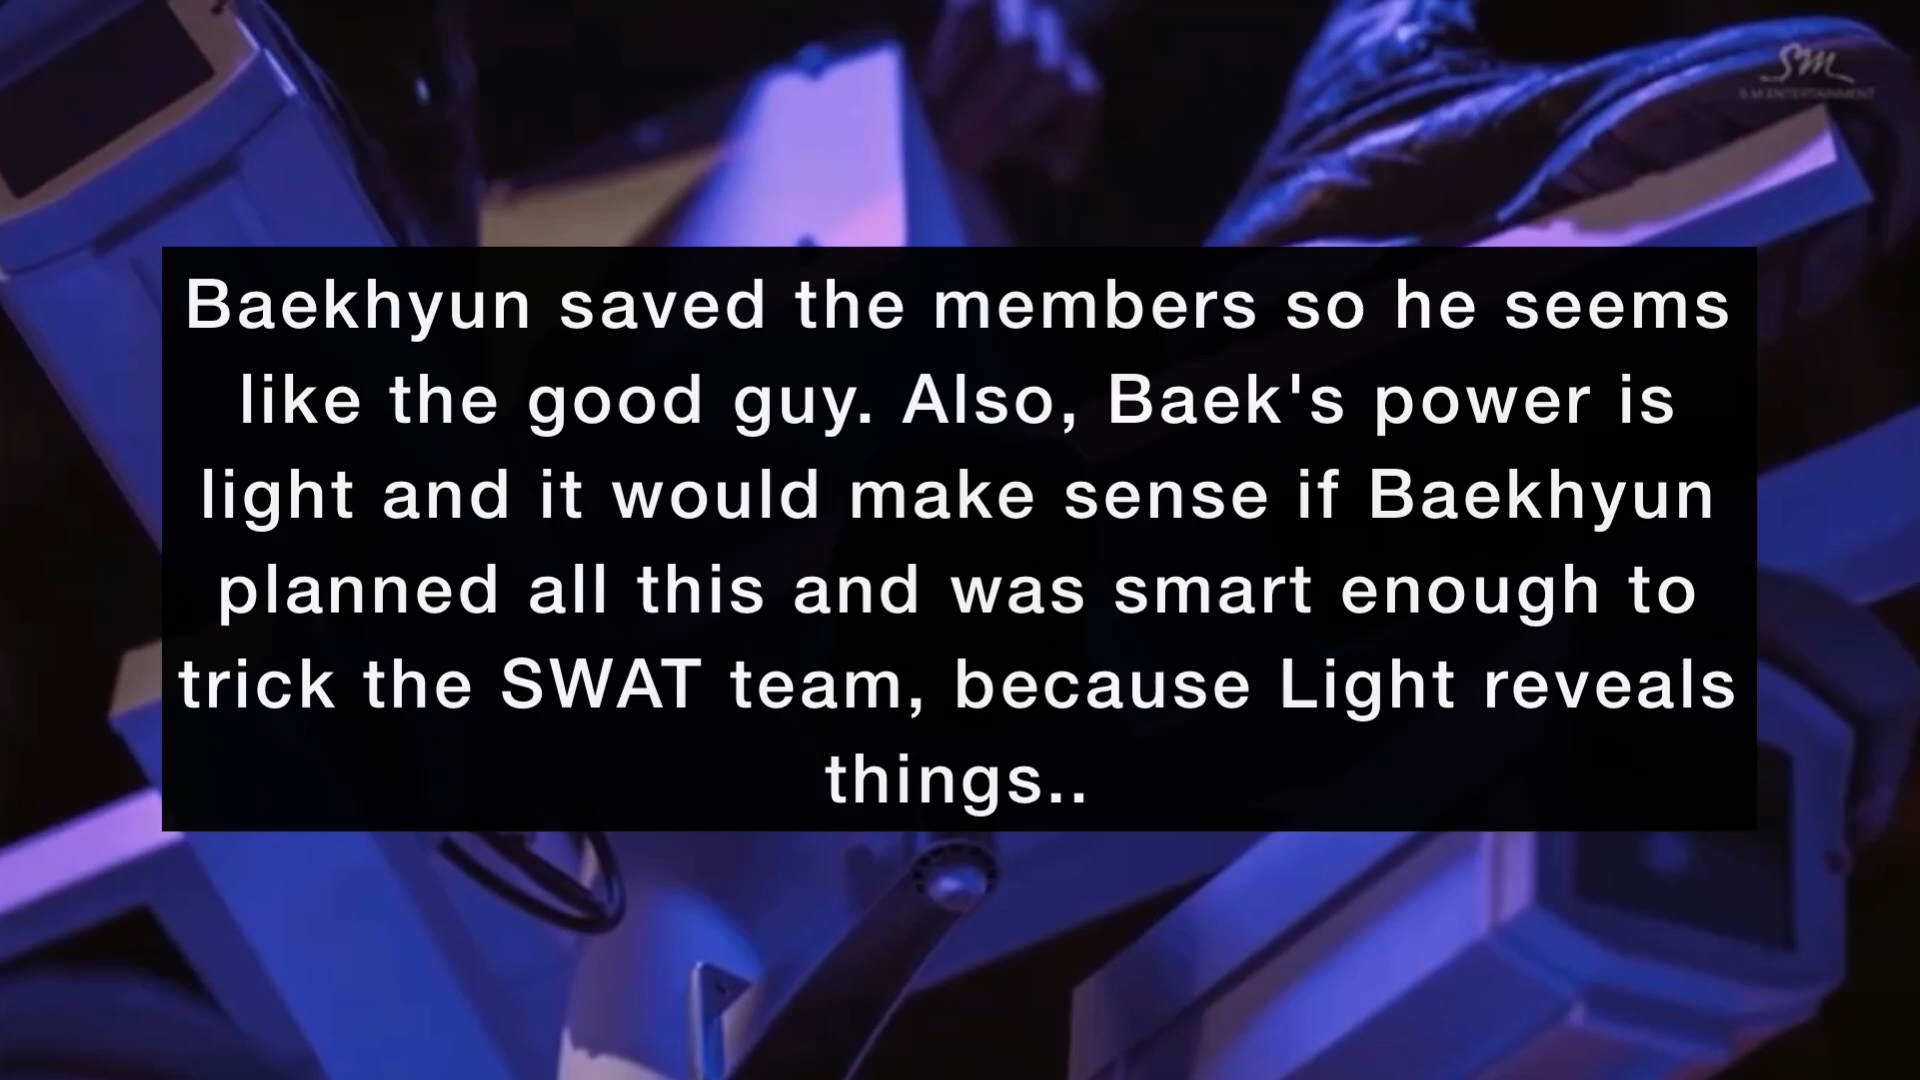 SM
S.M.ENTERTAINMENT
Baekhyun saved the members so he seems
like the good guy. Also, Baek's power is
light and it would make sense if Baekhyun
planned all this and was smart enough to
trick the SWAT team, because Light reveals
things..